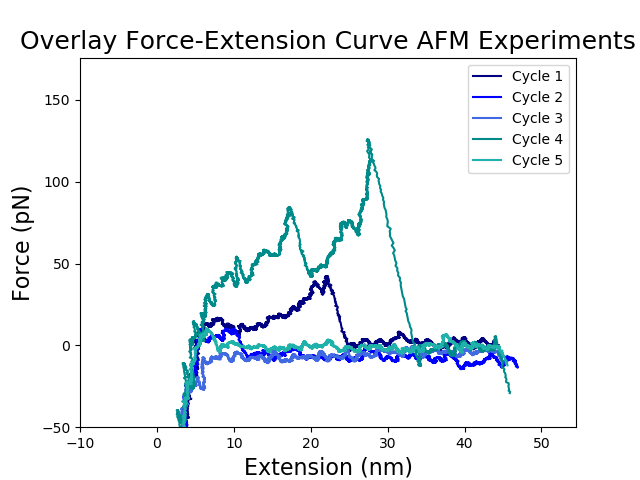 Overlay Force-Extension Curve AFM Experiments
Cycle 1
Cycle 2
Cycle 3
Cycle 4
Cycle 5
150
100
50
0
−50
Force (pN)
−10
0
10
20
30
40
50
Extension (nm)